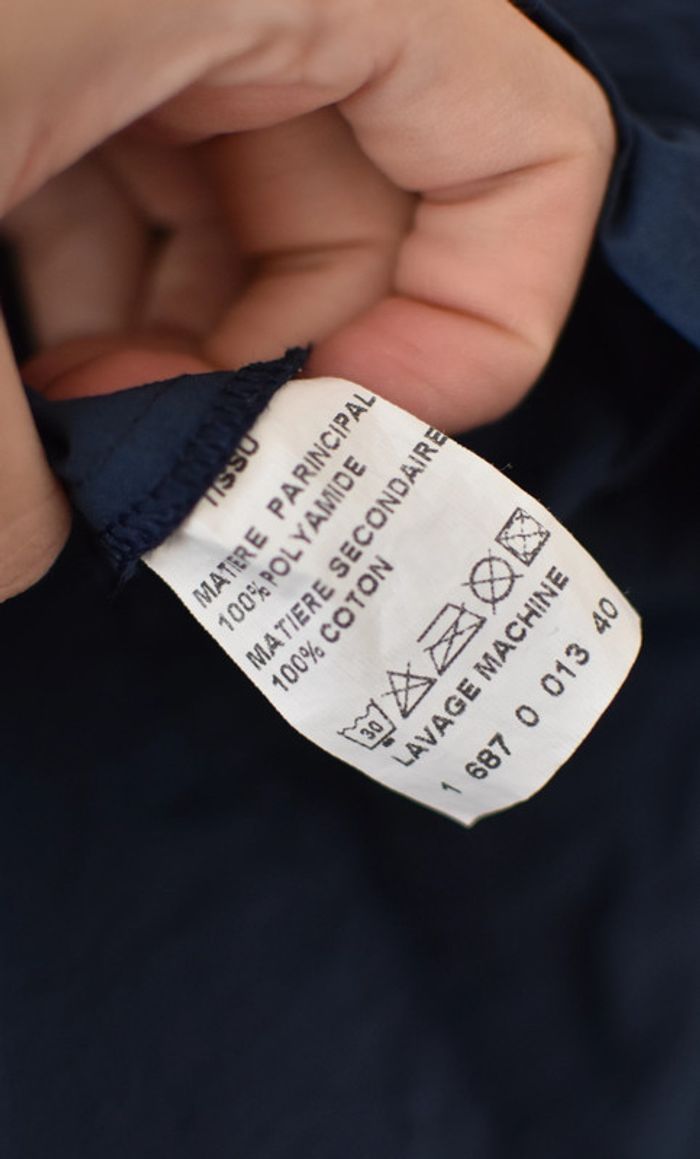 TISSU
MATIERE PARINCIPAL
100% POLYAMIDE
MATIERE SECONDAIRE
100% COTON
30
LAVAGE MACHINE
1 687 0 013 40